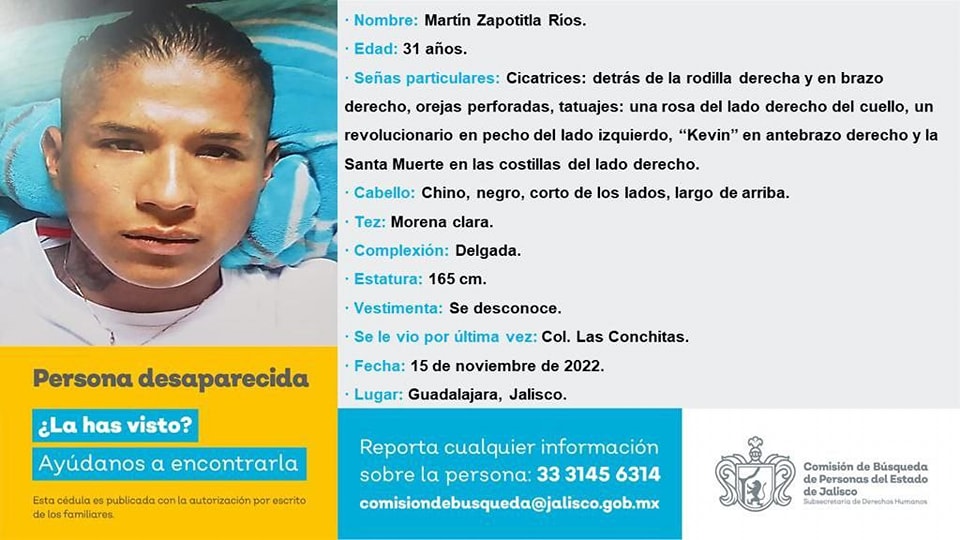 · Nombre: Martín Zapotitla Ríos.
· Edad: 31 años.
· Señas particulares: Cicatrices: detrás de la rodilla derecha y en brazo
derecho, orejas perforadas, tatuajes: una rosa del lado derecho del cuello, un
revolucionario en pecho del lado izquierdo, “Kevin” en antebrazo derecho y la
Santa Muerte en las costillas del lado derecho.
· Cabello: Chino, negro, corto de los lados, largo de arriba.
· Tez: Morena clara.
· Complexión: Delgada.
· Estatura: 165 cm.
· Vestimenta: Se desconoce.
· Se le vio por última vez: Col. Las Conchitas.
· Fecha: 15 de noviembre de 2022.
· Lugar: Guadalajara, Jalisco.
Persona desaparecida
¿La has visto?
Ayúdanos a encontrarla
Esta cédula es publicada con la autorización por escrito
de los familiares.
Reporta cualquier información
sobre la persona: 33 3145 6314
comisiondebusqueda@jalisco.gob.mx
Comisión de Búsqueda
de Personas del Estado
de Jalisco
Subsecretaría de Derechos Humanos